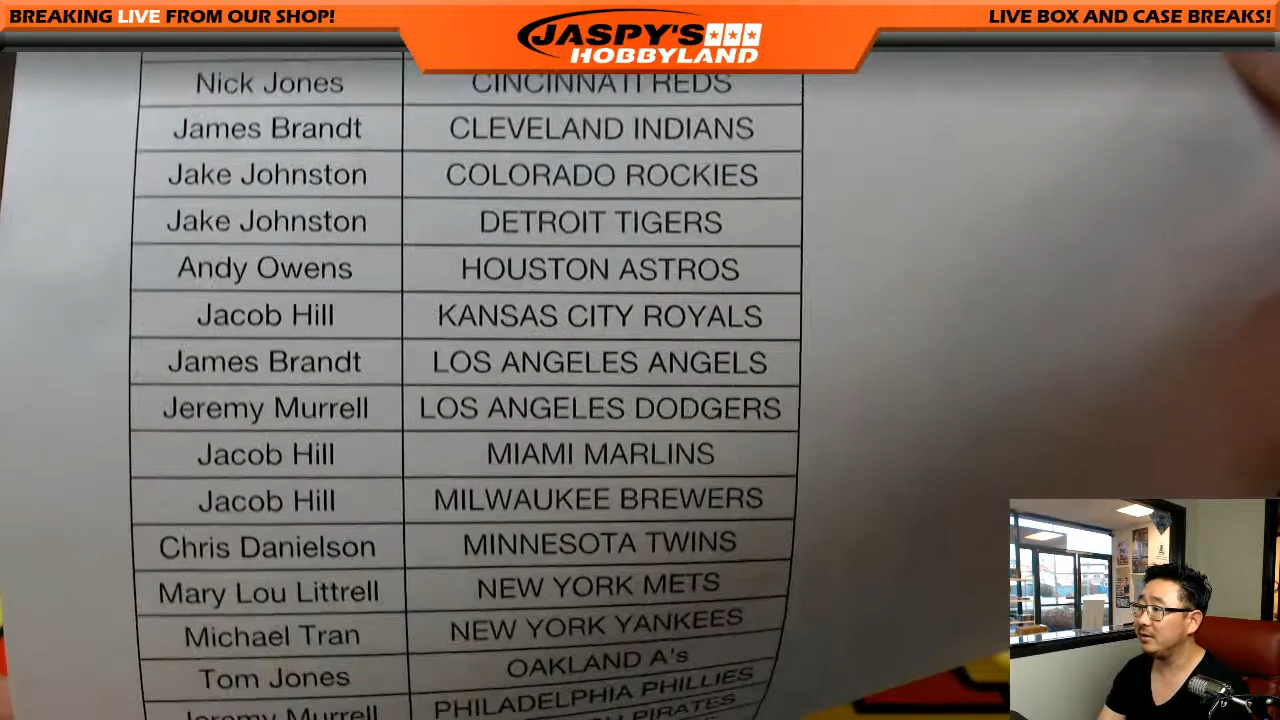 BREAKING LIVE FROM OUR SHOP!
JASPY'S
HOBBYLAND
LIVE BOX AND CASE BREAKS!
Nick Jones CINCINNATI REDS
James Brandt CLEVELAND INDIANS
Jake Johnston COLORADO ROCKIES
Jake Johnston DETROIT TIGERS
Andy Owens HOUSTON ASTROS
Jacob Hill KANSAS CITY ROYALS
James Brandt LOS ANGELES ANGELS
Jeremy Murrell LOS ANGELES DODGERS
Jacob Hill MIAMI MARLINS
Jacob Hill MILWAUKEE BREWERS
Chris Danielson MINNESOTA TWINS
Mary Lou Littrell NEW YORK METS
Michael Tran NEW YORK YANKEES
Tom Jones OAKLAND A's
Jeremy Murrell PHILADELPHIA PHILLIES
PIRATES